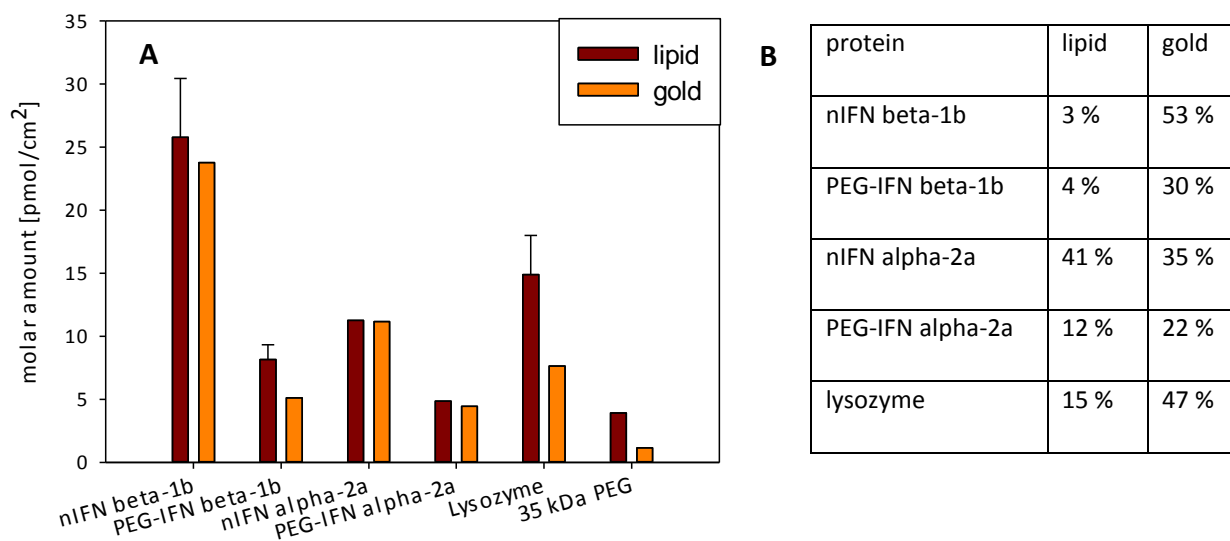 35
30
25
20
15
10
5
0
molar amount [pmol/cm²]
A
lipid
gold
nIFN beta-1b
PEG-IFN beta-1b
nIFN alpha-2a
PEG-IFN alpha-2a
Lysozyme
35 kDa PEG
B
protein lipid gold
nIFN beta-1b 3 % 53 %
PEG-IFN beta-1b 4 % 30 %
nIFN alpha-2a 41 % 35 %
PEG-IFN alpha-2a 12 % 22 %
lysozyme 15 % 47 %